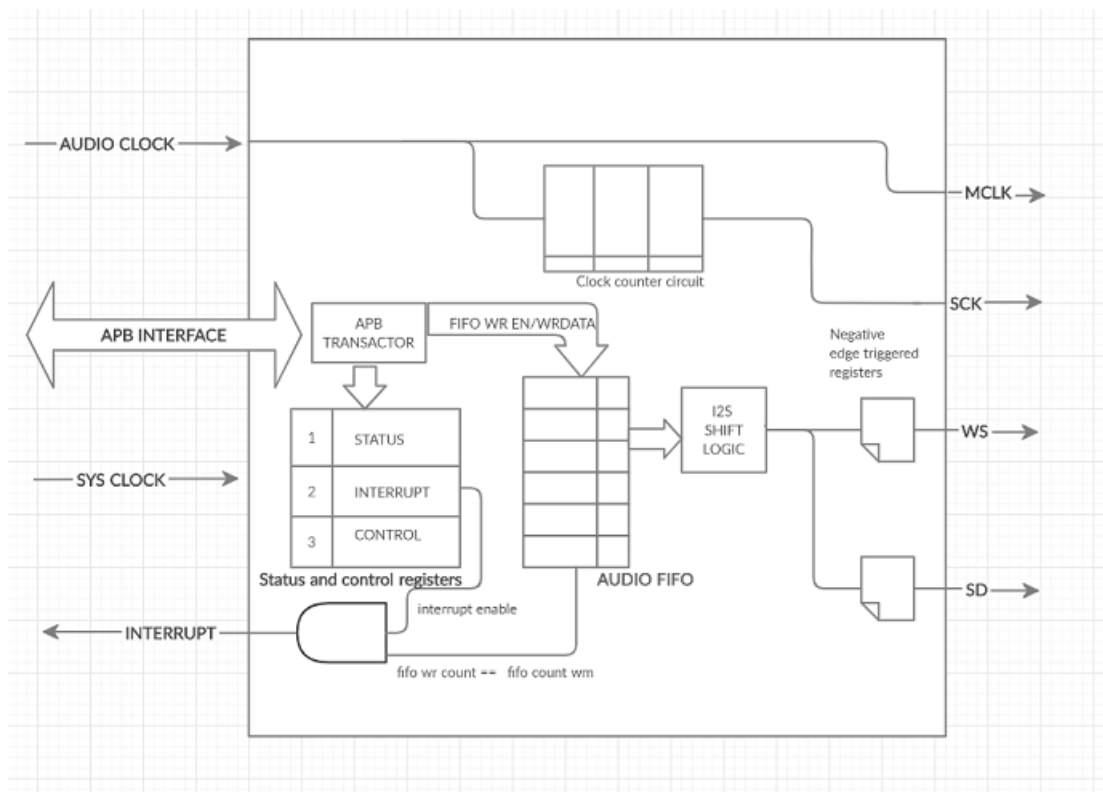 AUDIO CLOCK
MCLK
Clock counter circuit
SCK
APB INTERFACE
APB
TRANSACTOR
FIFO WR EN/WRDATA
Negative
edge triggered
registers
I2S
SHIFT
LOGIC
WS
1 STATUS
SYS CLOCK
2 INTERRUPT
3 CONTROL
Status and control registers
AUDIO FIFO
SD
interrupt enable
INTERRUPT
fifo wr count == fifo count wm